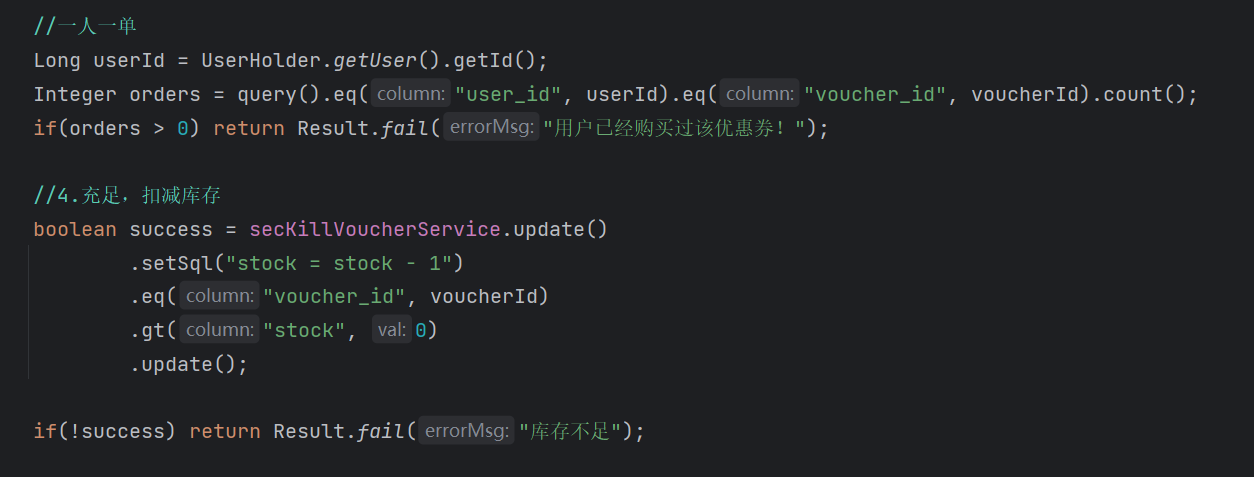 //一人一单
Long userId = UserHolder.getUser().getId();
Integer orders = query().eq( column: "user_id", userId).eq( column: "voucher_id", voucherId).count();
if(orders > 0) return Result.fail( errorMsg: "用户已经购买过该优惠券！");
//4.充足，扣减库存
boolean success = secKillVoucherService.update()
.setSql("stock = stock - 1")
.eq( column: "voucher_id", voucherId)
.gt( column: "stock", val: 0)
.update();
if(!success) return Result.fail( errorMsg: "库存不足");